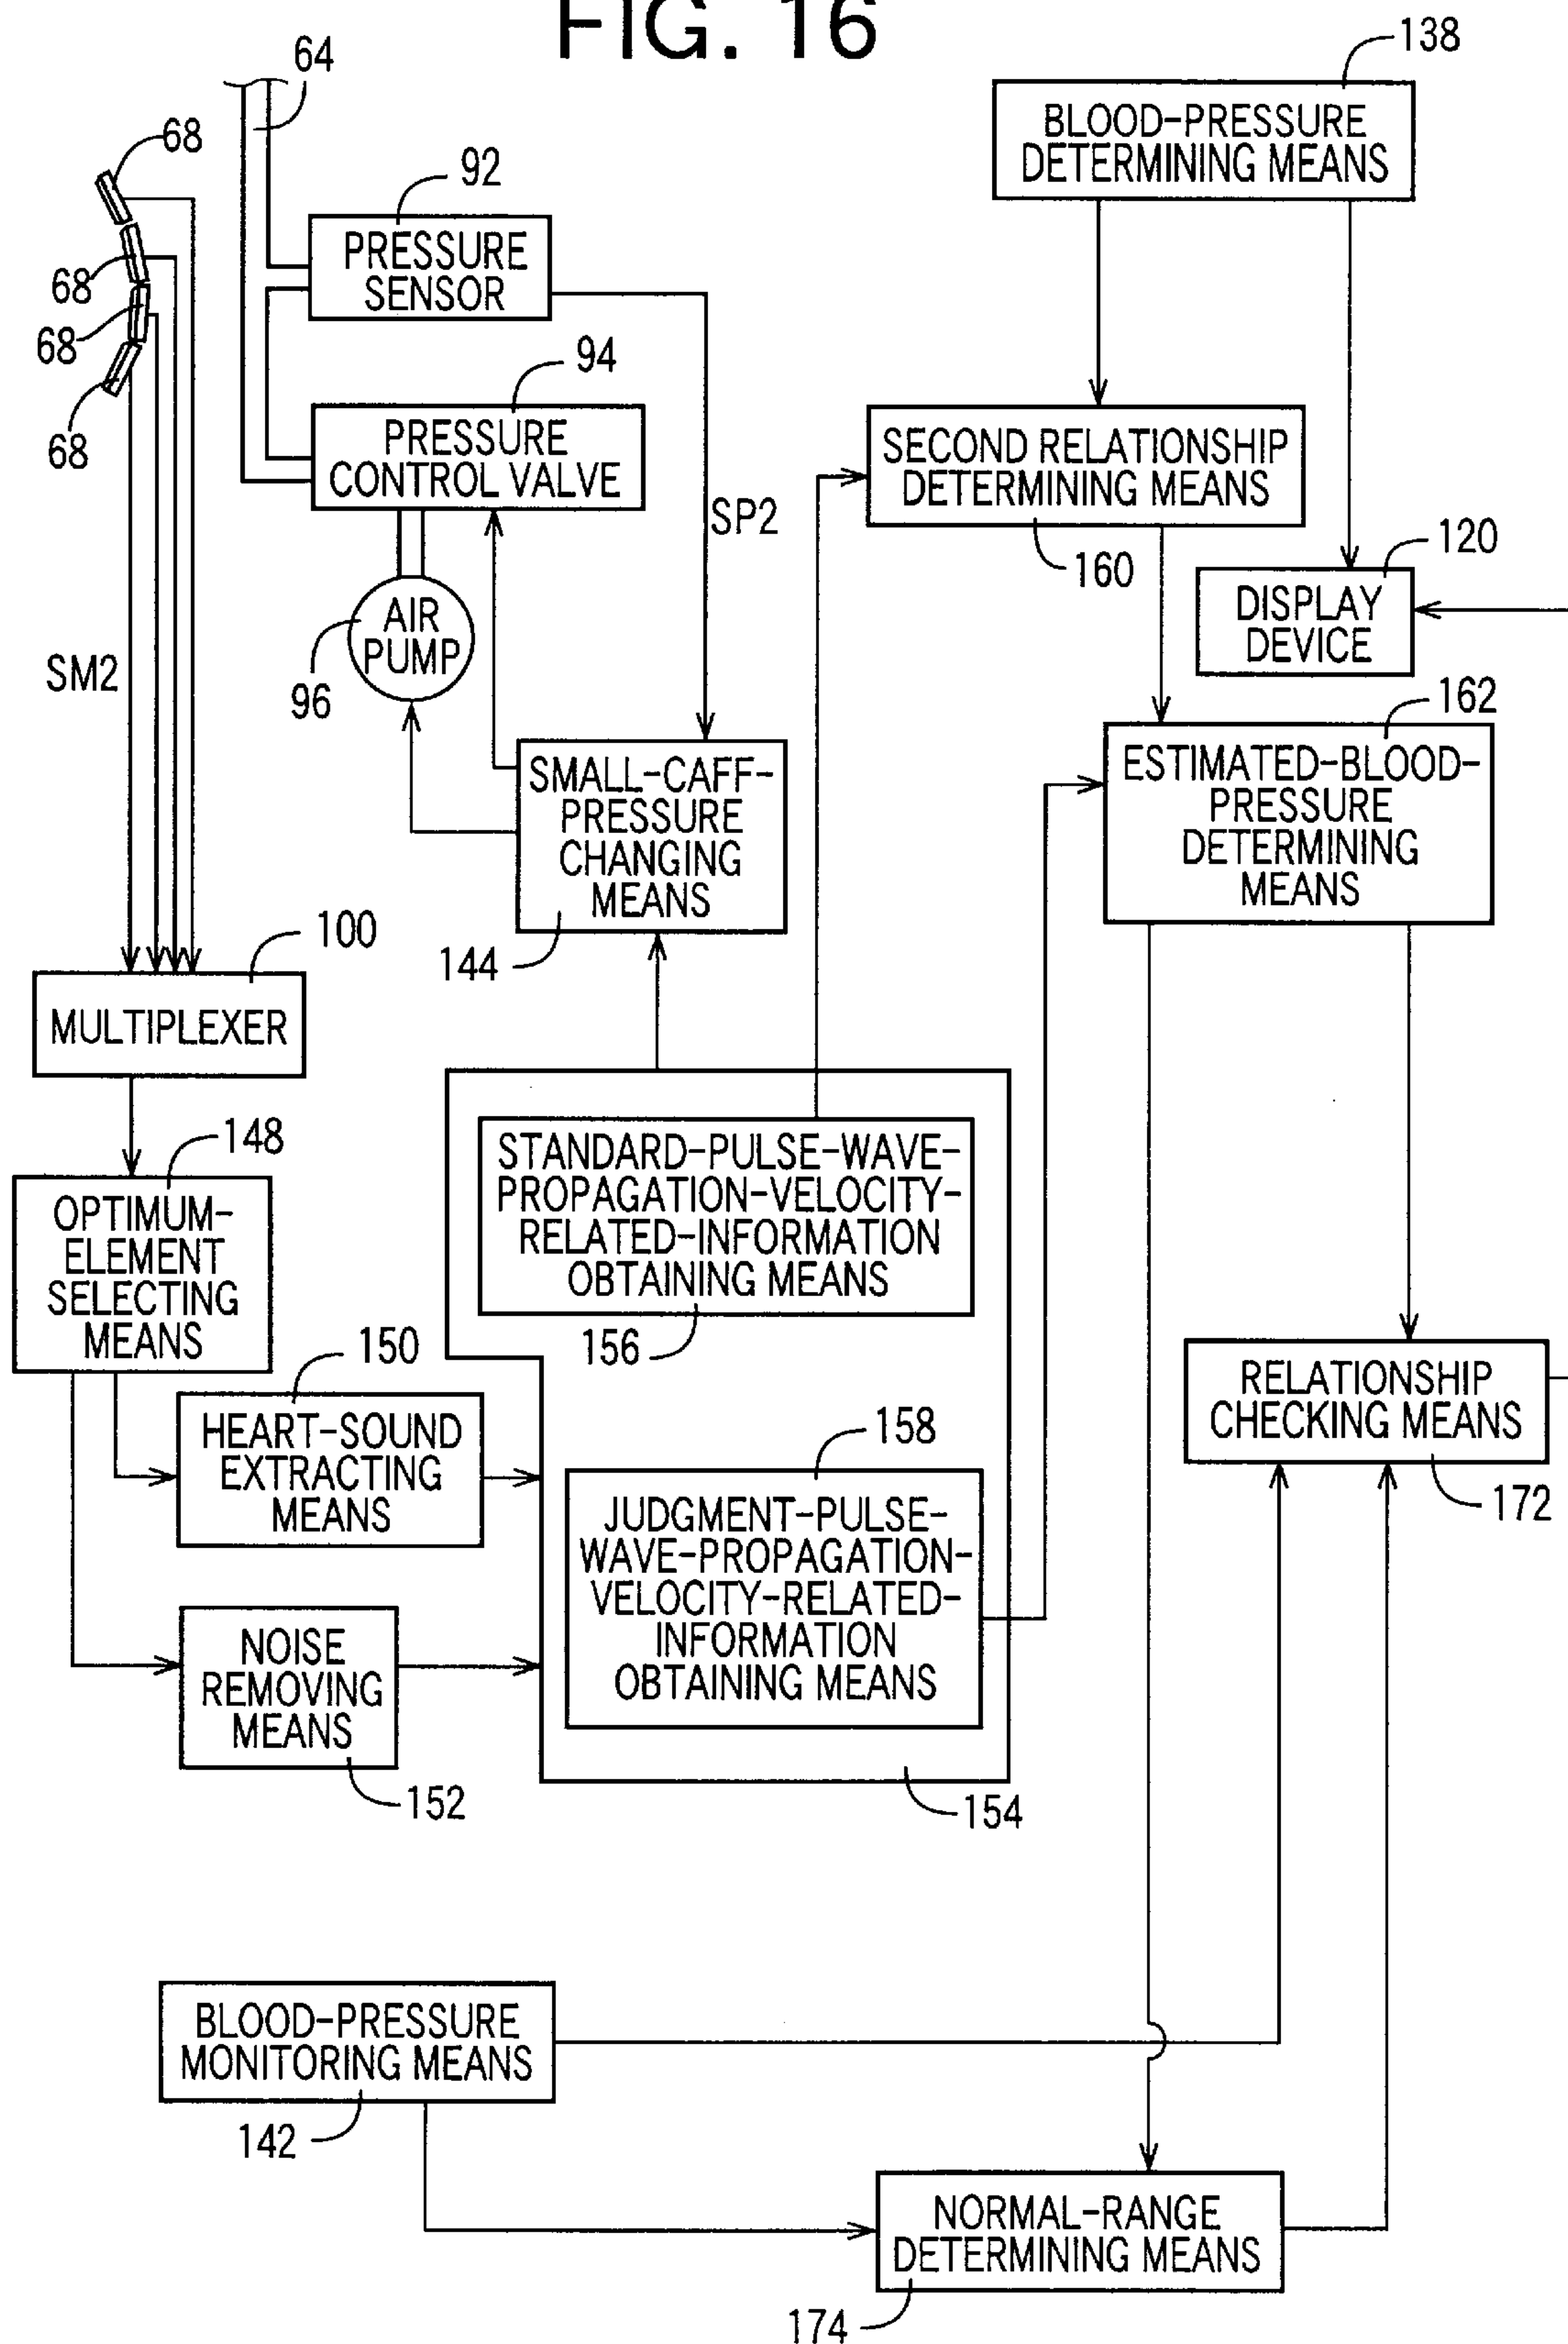 FIG. 16
64
138
68
BLOOD-PRESSURE
DETERMINING MEANS
92
PRESSURE
SENSOR
68
68
94
68
PRESSURE
CONTROL VALVE
SECOND RELATIONSHIP
DETERMINING MEANS
SP2
120
160
DISPLAY
DEVICE
AIR
PUMP
SM2
96
162
SMALL-CAFF-
PRESSURE
CHANGING
MEANS
ESTIMATED-BLOOD-
PRESSURE
DETERMINING
MEANS
100
144
MULTIPLEXER
148
STANDARD-PULSE-WAVE-
PROPAGATION-VELOCITY-
RELATED-INFORMATION
OBTAINING MEANS
OPTIMUM-
ELEMENT
SELECTING
MEANS
156
150
RELATIONSHIP
CHECKING MEANS
HEART-SOUND
EXTRACTING
MEANS
158
172
JUDGMENT-PULSE-
WAVE-PROPAGATION-
VELOCITY-RELATED-
INFORMATION
OBTAINING MEANS
NOISE
REMOVING
MEANS
152
154
BLOOD-PRESSURE
MONITORING MEANS
142
NORMAL-RANGE
DETERMINING MEANS
174